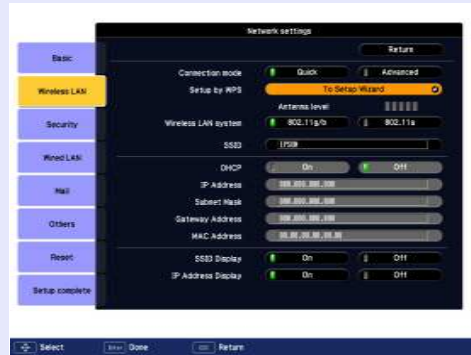 Network settings
Return
Basic
Connection mode Quick Advanced
Wireless LAN
Setup by WPS To Setup Wizard
Antenna level
Security
Wireless LAN system 802.11g/b 802.11a
SSID EPSON
Wired LAN
DHCP On Off
IP Address
Mail
Subnet Mask
Others
Gateway Address
MAC Address
Reset
SSID Display On Off
IP Address Display On Off
Setup complete
Select Enter Done ESC Return